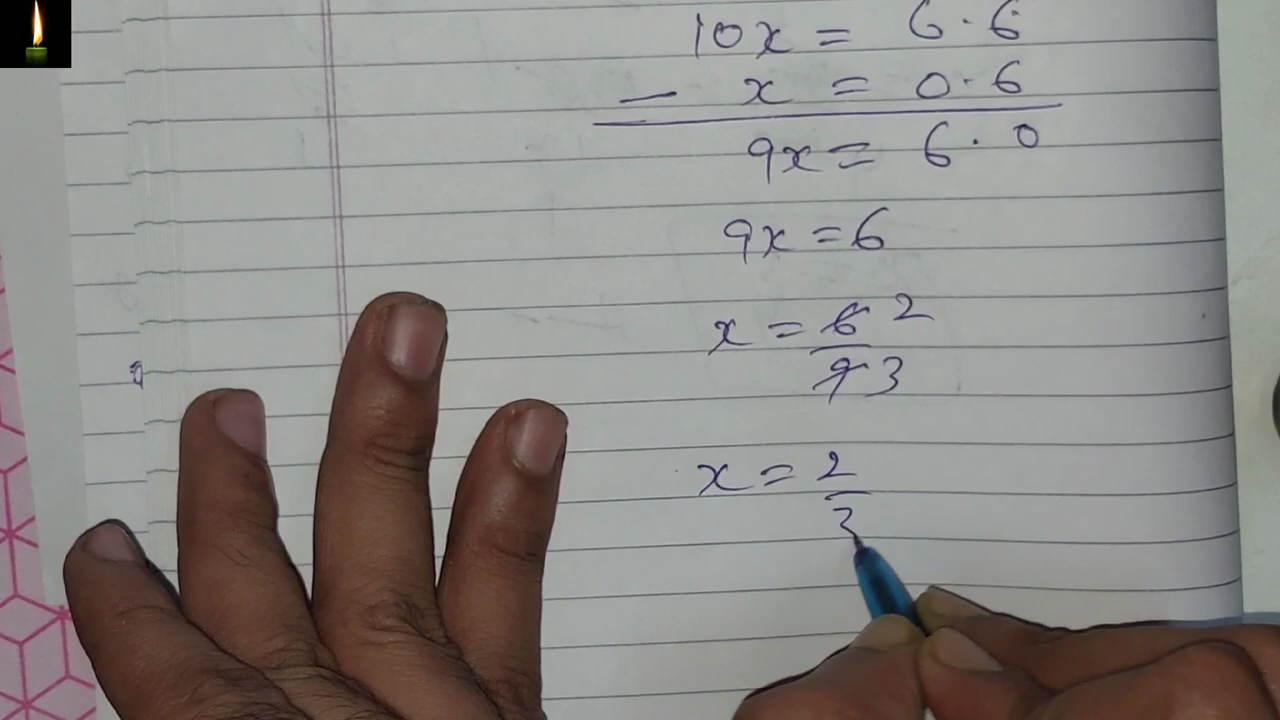 10x = 6.6
- x = 0.6
9x = 6.0
9x = 6
x = 6 2
9 3
x = 2
3